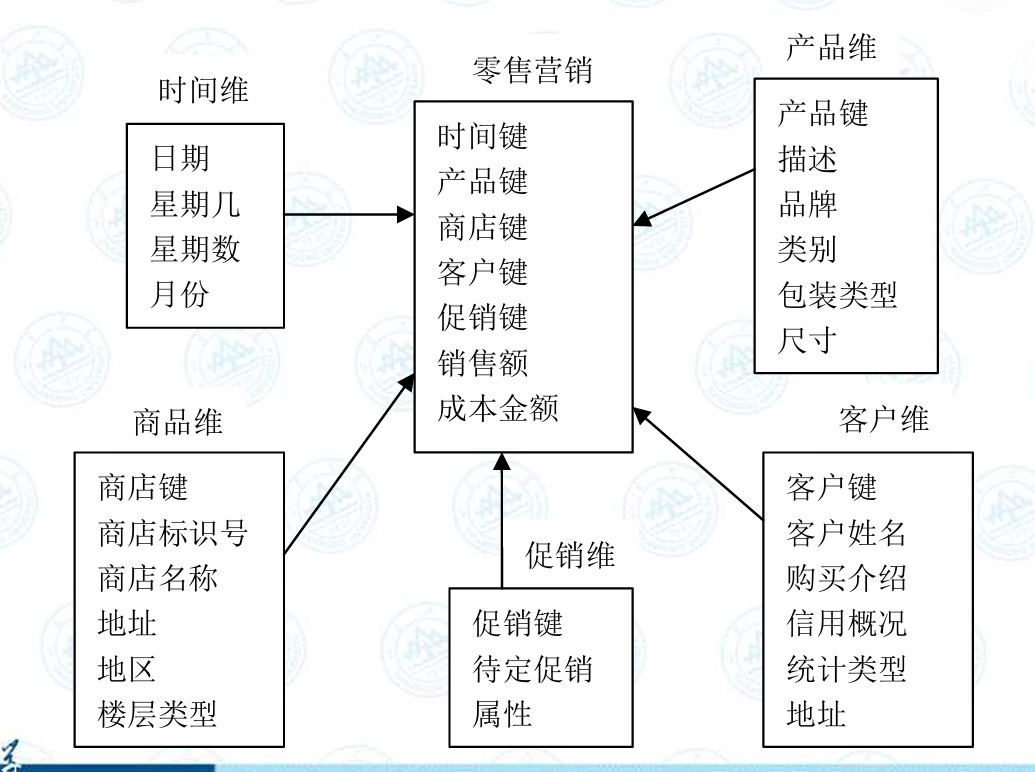 时间维
日期
星期几
星期数
月份
零售营销
时间键
产品键
商店键
客户键
促销键
销售额
成本金额
产品维
产品键
描述
品牌
类别
包装类型
尺寸
商品维
商店键
商店标识号
商店名称
地址
地区
楼层类型
促销维
促销键
待定促销
属性
客户维
客户键
客户姓名
购买介绍
信用概况
统计类型
地址